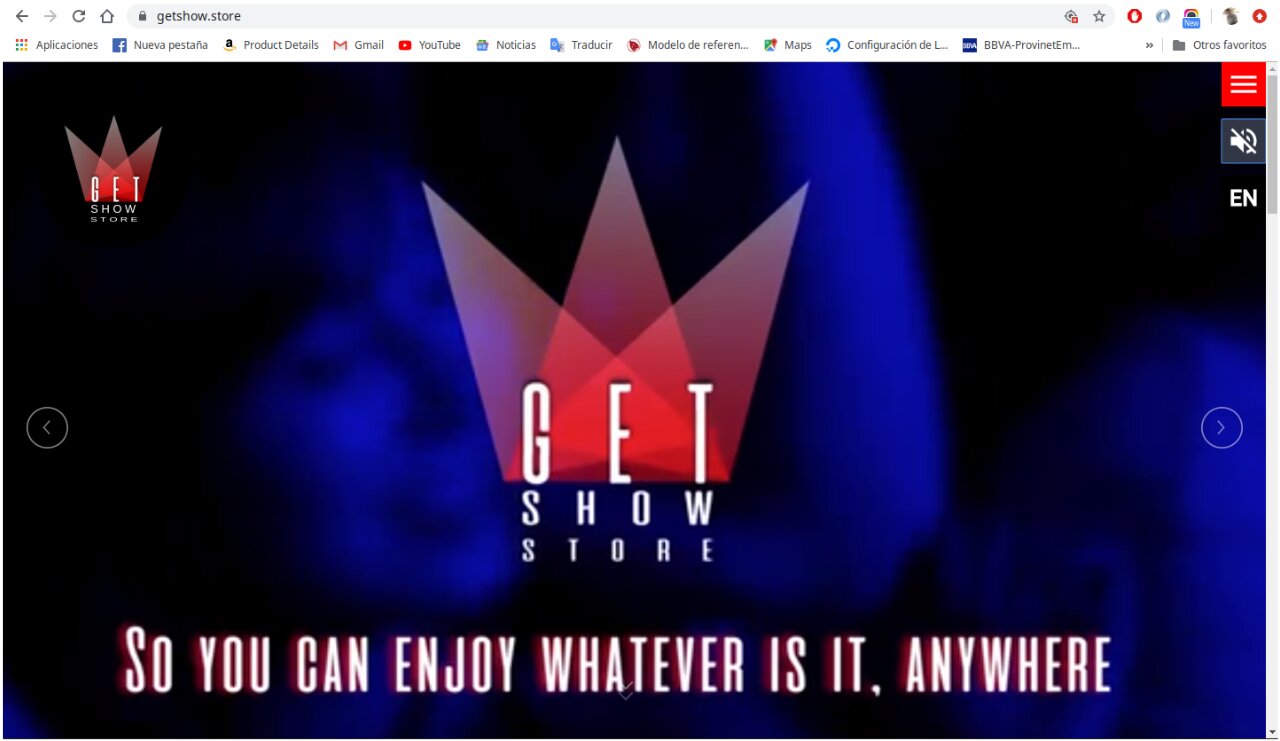 getshow.store
New
Aplicaciones
Nueva pestaña
Product Details
Gmail
YouTube
Noticias
Traducir
Modelo de referen...
Maps
Configuración de L...
BBVA
BBVA-ProvinetEm...
»
Otros favoritos
GET
SHOW
STORE
EN
GET
SHOW
STORE
SO YOU CAN ENJOY WHATEVER IS IT, ANYWHERE